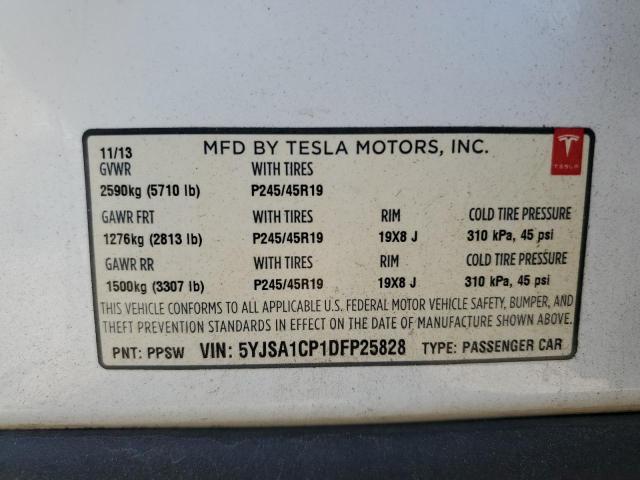 11/13 MFD BY TESLA MOTORS, INC.
TESLA
GVWR WITH TIRES
2590kg (5710 lb) P245/45R19
GAWR FRT WITH TIRES RIM COLD TIRE PRESSURE
1276kg (2813 lb) P245/45R19 19X8 J 310 kPa, 45 psi
GAWR RR WITH TIRES RIM COLD TIRE PRESSURE
1500kg (3307 lb) P245/45R19 19X8 J 310 kPa, 45 psi
THIS VEHICLE CONFORMS TO ALL APPLICABLE U.S. FEDERAL MOTOR VEHICLE SAFETY, BUMPER, AND
THEFT PREVENTION STANDARDS IN EFFECT ON THE DATE OF MANUFACTURE SHOWN ABOVE.
PNT: PPSW VIN: 5YJSA1CP1DFP25828 TYPE: PASSENGER CAR